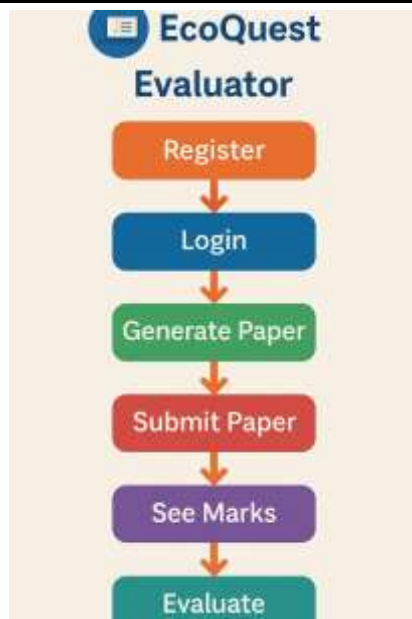 EcoQuest
Evaluator
Register
Login
Generate Paper
Submit Paper
See Marks
Evaluate